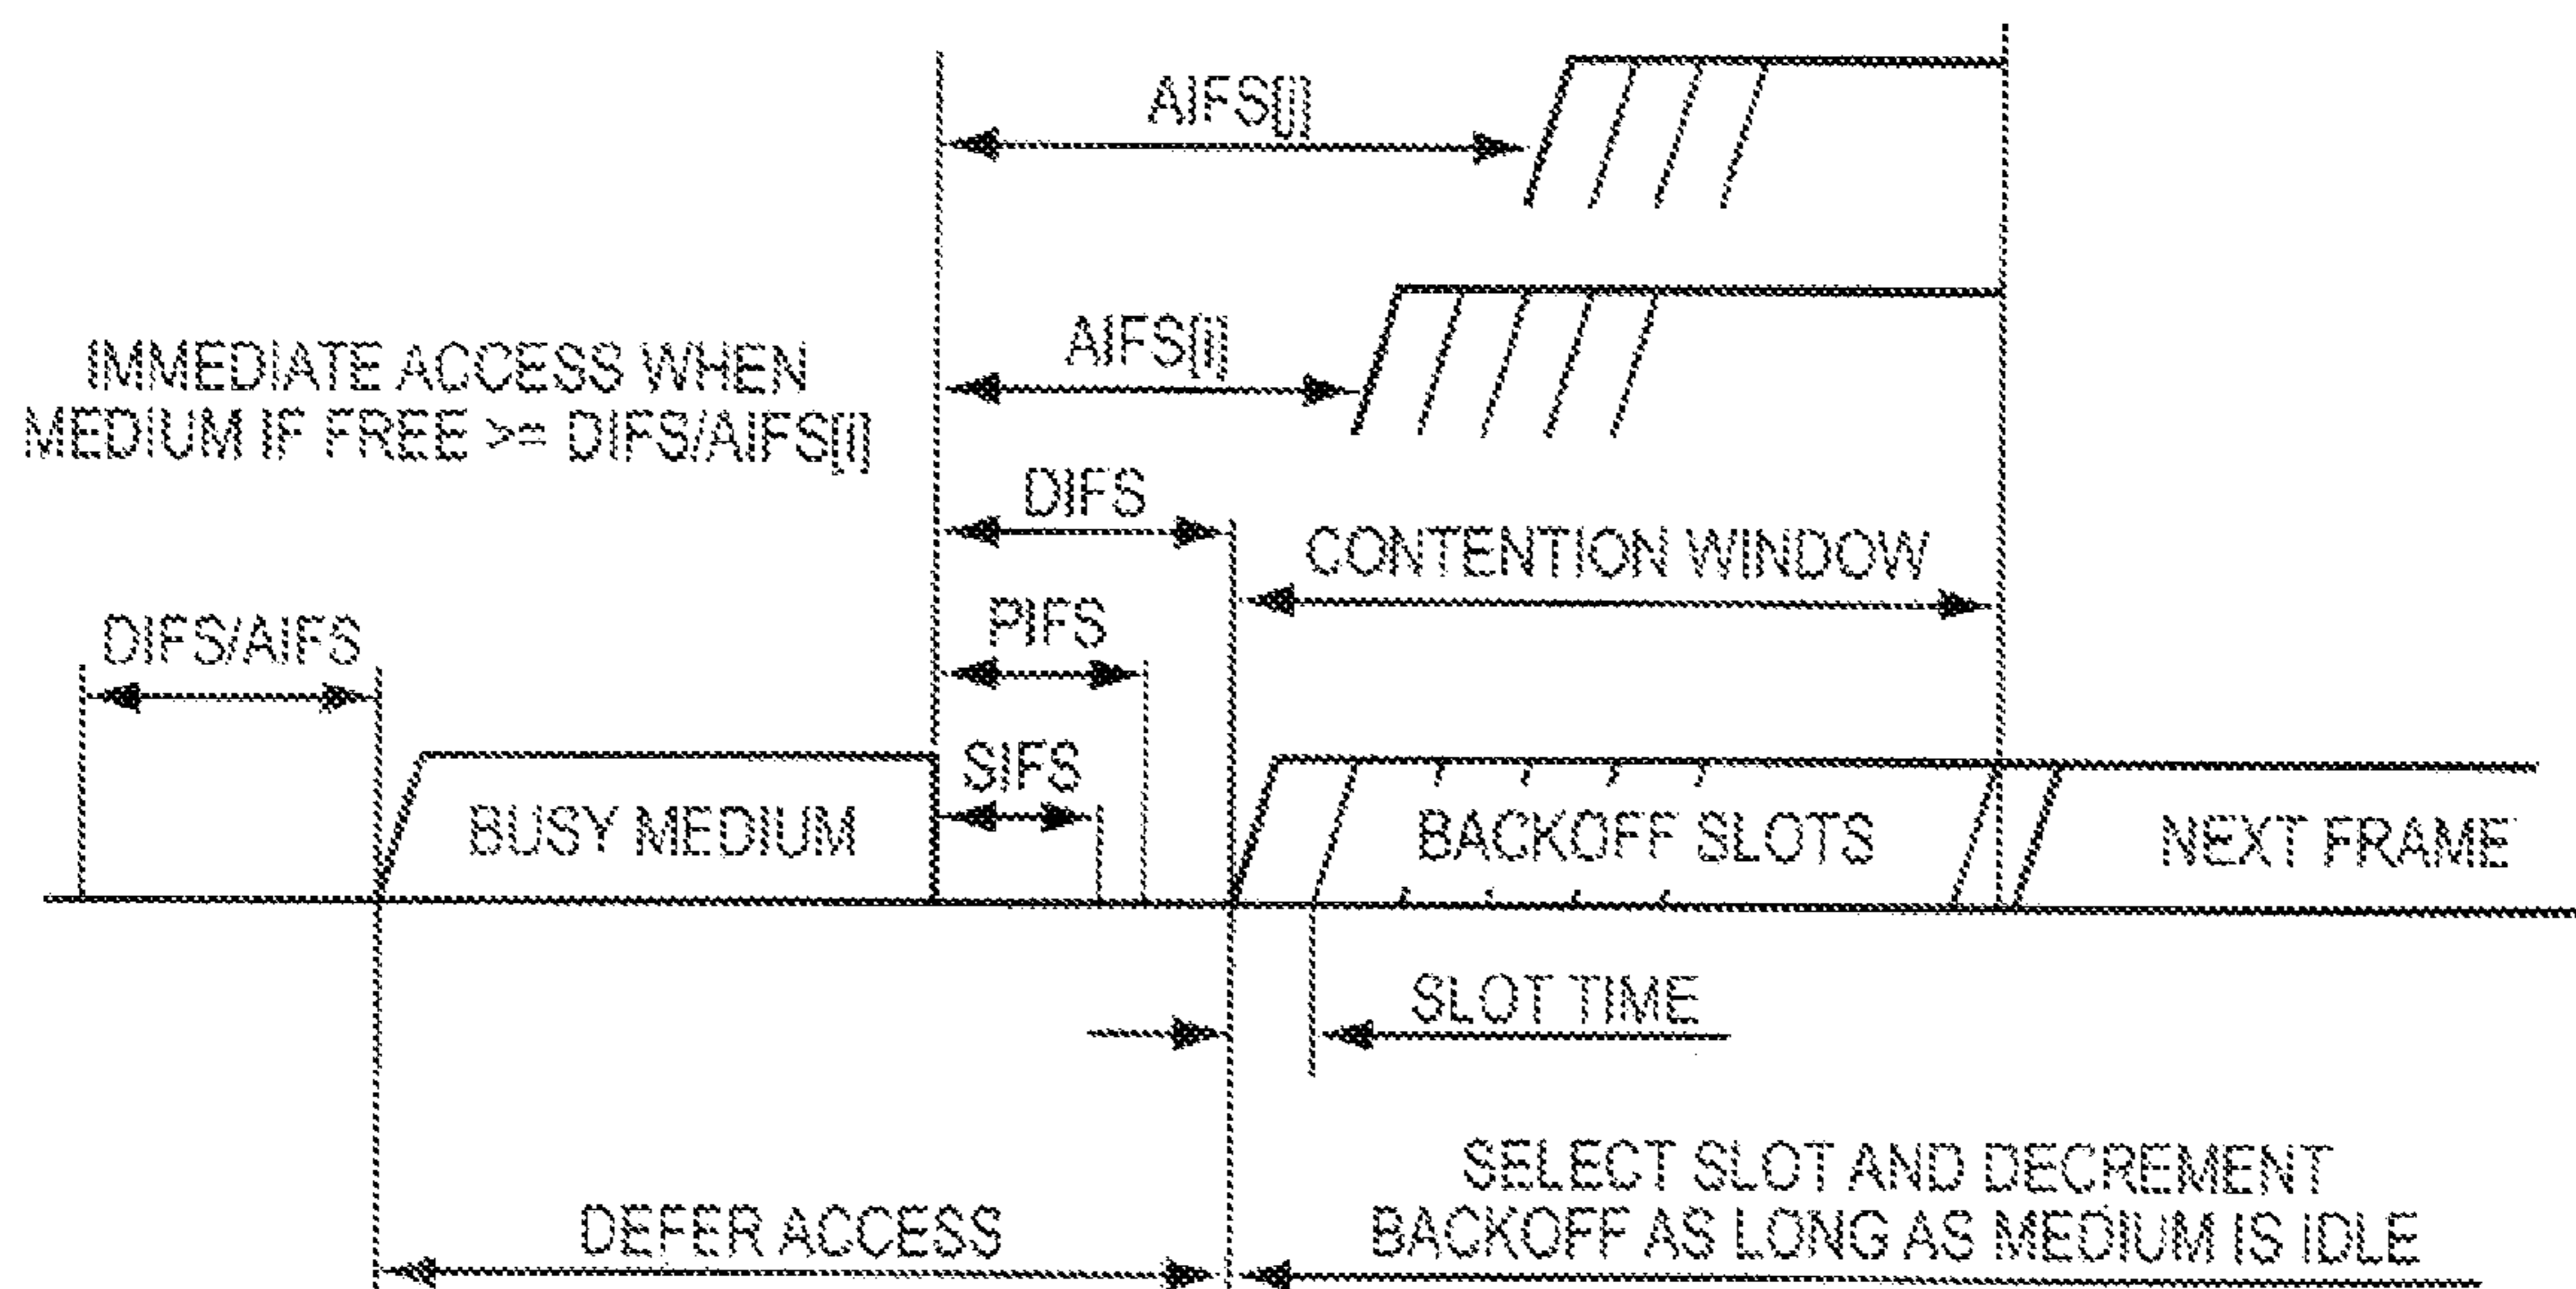 AIFS[j]
AIFS[i]
IMMEDIATE ACCESS WHEN
MEDIUM IF FREE >= DIFS/AIFS[i]
DIFS
CONTENTION WINDOW
PIFS
DIFS/AIFS
SIFS
BUSY MEDIUM
BACKOFF SLOTS
NEXT FRAME
SLOT TIME
SELECT SLOT AND DECREMENT
BACKOFF AS LONG AS MEDIUM IS IDLE
DEFER ACCESS